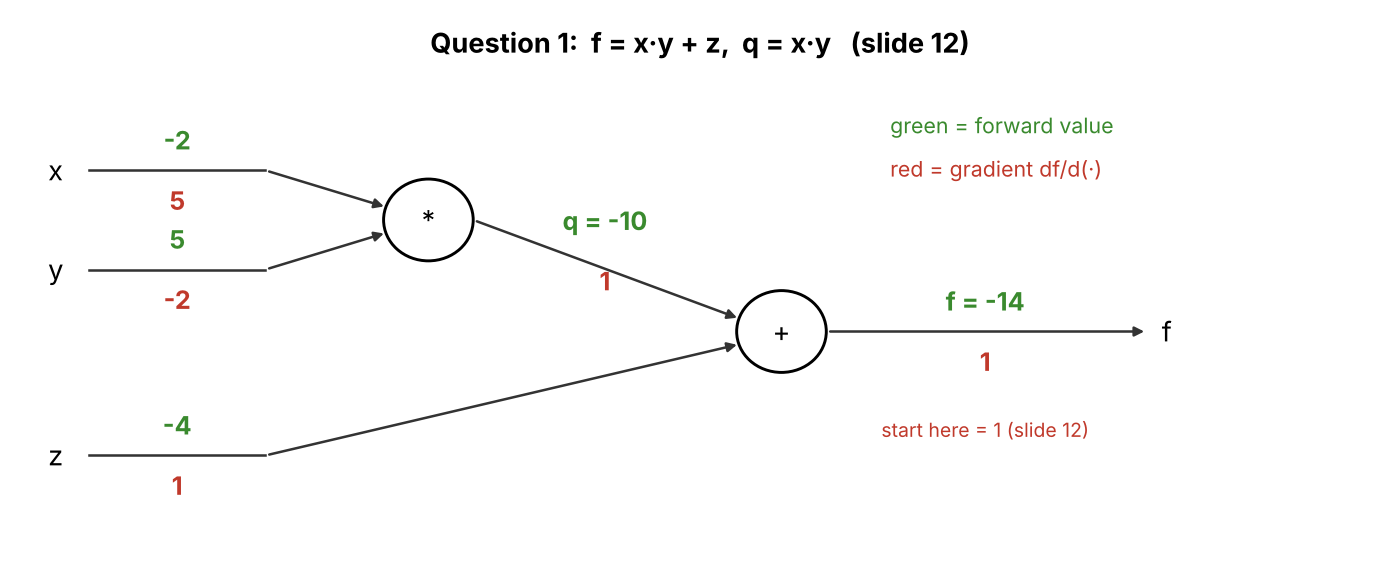 Question 1:  f = x·y + z,  q = x·y   (slide 12)
green = forward value
red = gradient df/d(·)
-2
x
5
5
y
-2
*
q = -10
1
+
f = -14
f
1
-4
z
1
start here = 1 (slide 12)